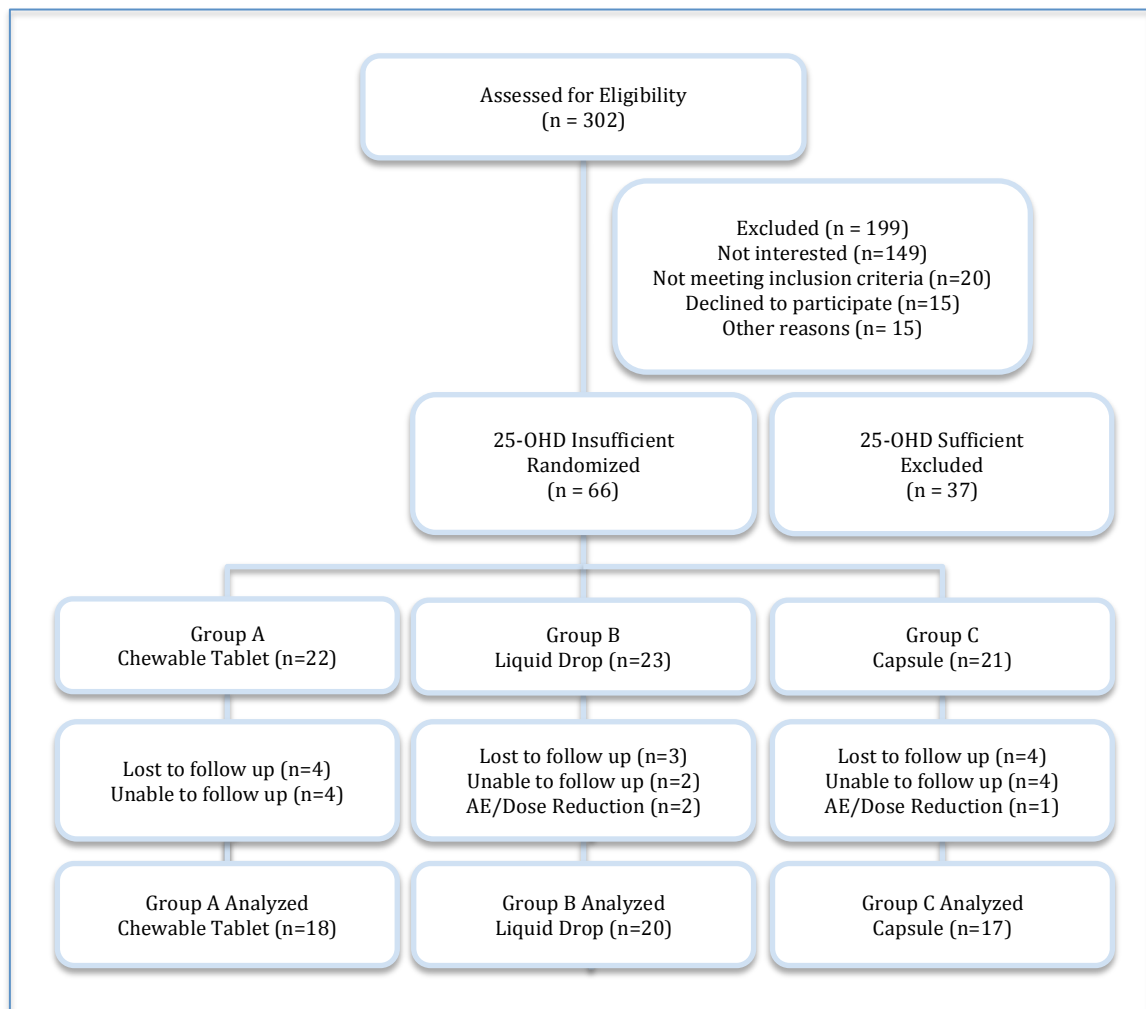 Assessed for Eligibility
(n = 302)
Excluded (n = 199)
Not interested (n=149)
Not meeting inclusion criteria (n=20)
Declined to participate (n=15)
Other reasons (n= 15)
25-OHD Insufficient
Randomized
(n = 66)
25-OHD Sufficient
Excluded
(n = 37)
Group A
Chewable Tablet (n=22)
Group B
Liquid Drop (n=23)
Group C
Capsule (n=21)
Lost to follow up (n=4)
Unable to follow up (n=4)
Lost to follow up (n=3)
Unable to follow up (n=2)
AE/Dose Reduction (n=2)
Lost to follow up (n=4)
Unable to follow up (n=4)
AE/Dose Reduction (n=1)
Group A Analyzed
Chewable Tablet (n=18)
Group B Analyzed
Liquid Drop (n=20)
Group C Analyzed
Capsule (n=17)